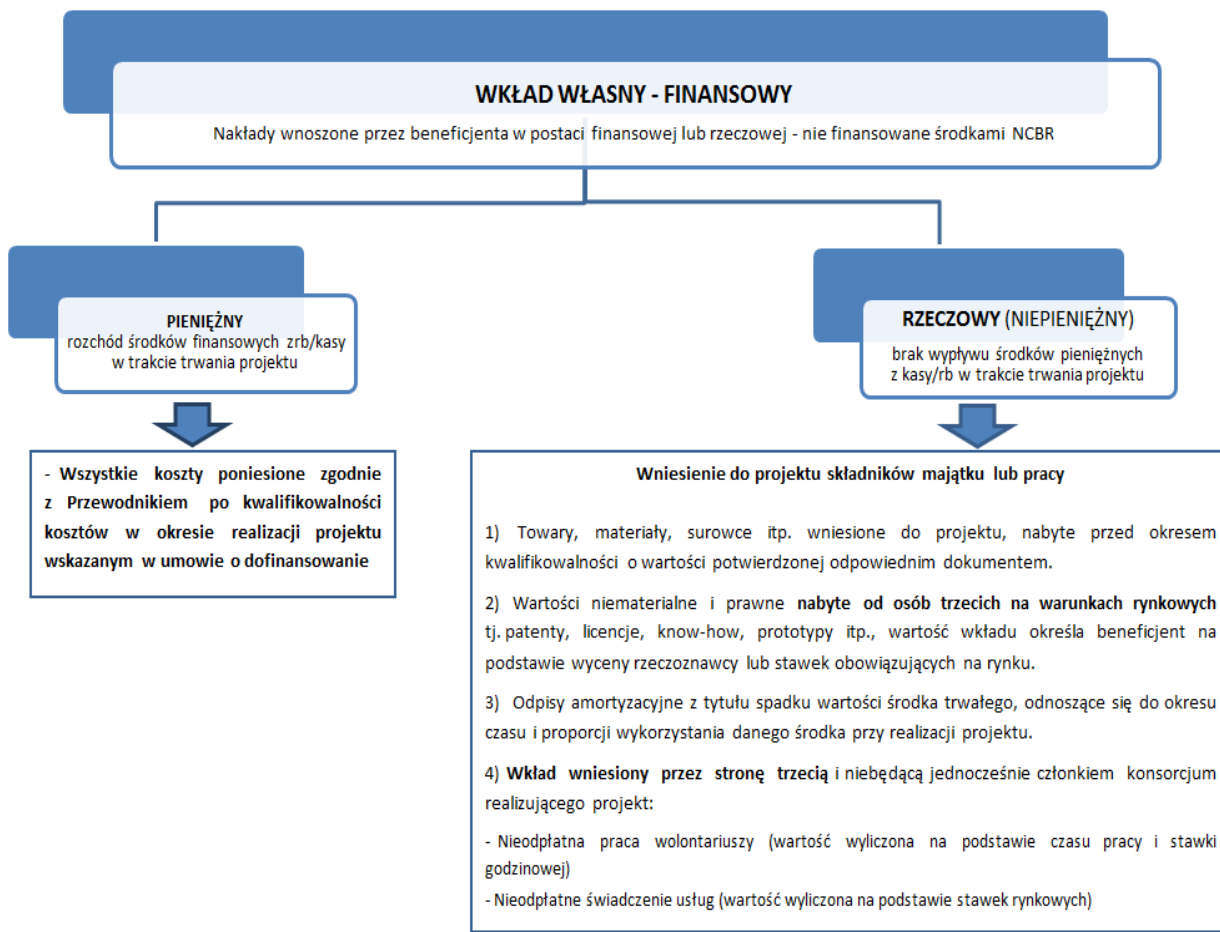 WKŁAD WŁASNY - FINANSOWY
Nakłady wnoszone przez beneficjenta w postaci finansowej lub rzeczowej - nie finansowane środkami NCBR
PIENIĘŻNY
rozchód środków finansowych zrb/kasy
w trakcie trwania projektu
- Wszystkie koszty poniesione zgodnie
z Przewodnikiem po kwalifikowalności
kosztów w okresie realizacji projektu
wskazanym w umowie o dofinansowanie
RZECZOWY (NIEPIENIĘŻNY)
brak wypływu środków pieniężnych
z kasy/rb w trakcie trwania projektu
Wniesienie do projektu składników majątku lub pracy
1) Towary, materiały, surowce itp. wniesione do projektu, nabyte przed okresem
kwalifikowalności o wartości potwierdzonej odpowiednim dokumentem.
2) Wartości niematerialne i prawne nabyte od osób trzecich na warunkach rynkowych
tj. patenty, licencje, know-how, prototypy itp., wartość wkładu określa beneficjent na
podstawie wyceny rzeczoznawcy lub stawek obowiązujących na rynku.
3) Odpisy amortyzacyjne z tytułu spadku wartości środka trwałego, odnoszące się do okresu
czasu i proporcji wykorzystania danego środka przy realizacji projektu.
4) Wkład wniesiony przez stronę trzecią i niebędącą jednocześnie członkiem konsorcjum
realizującego projekt:
- Nieodpłatna praca wolontariuszy (wartość wyliczona na podstawie czasu pracy i stawki
godzinowej)
- Nieodpłatne świadczenie usług (wartość wyliczona na podstawie stawek rynkowych)